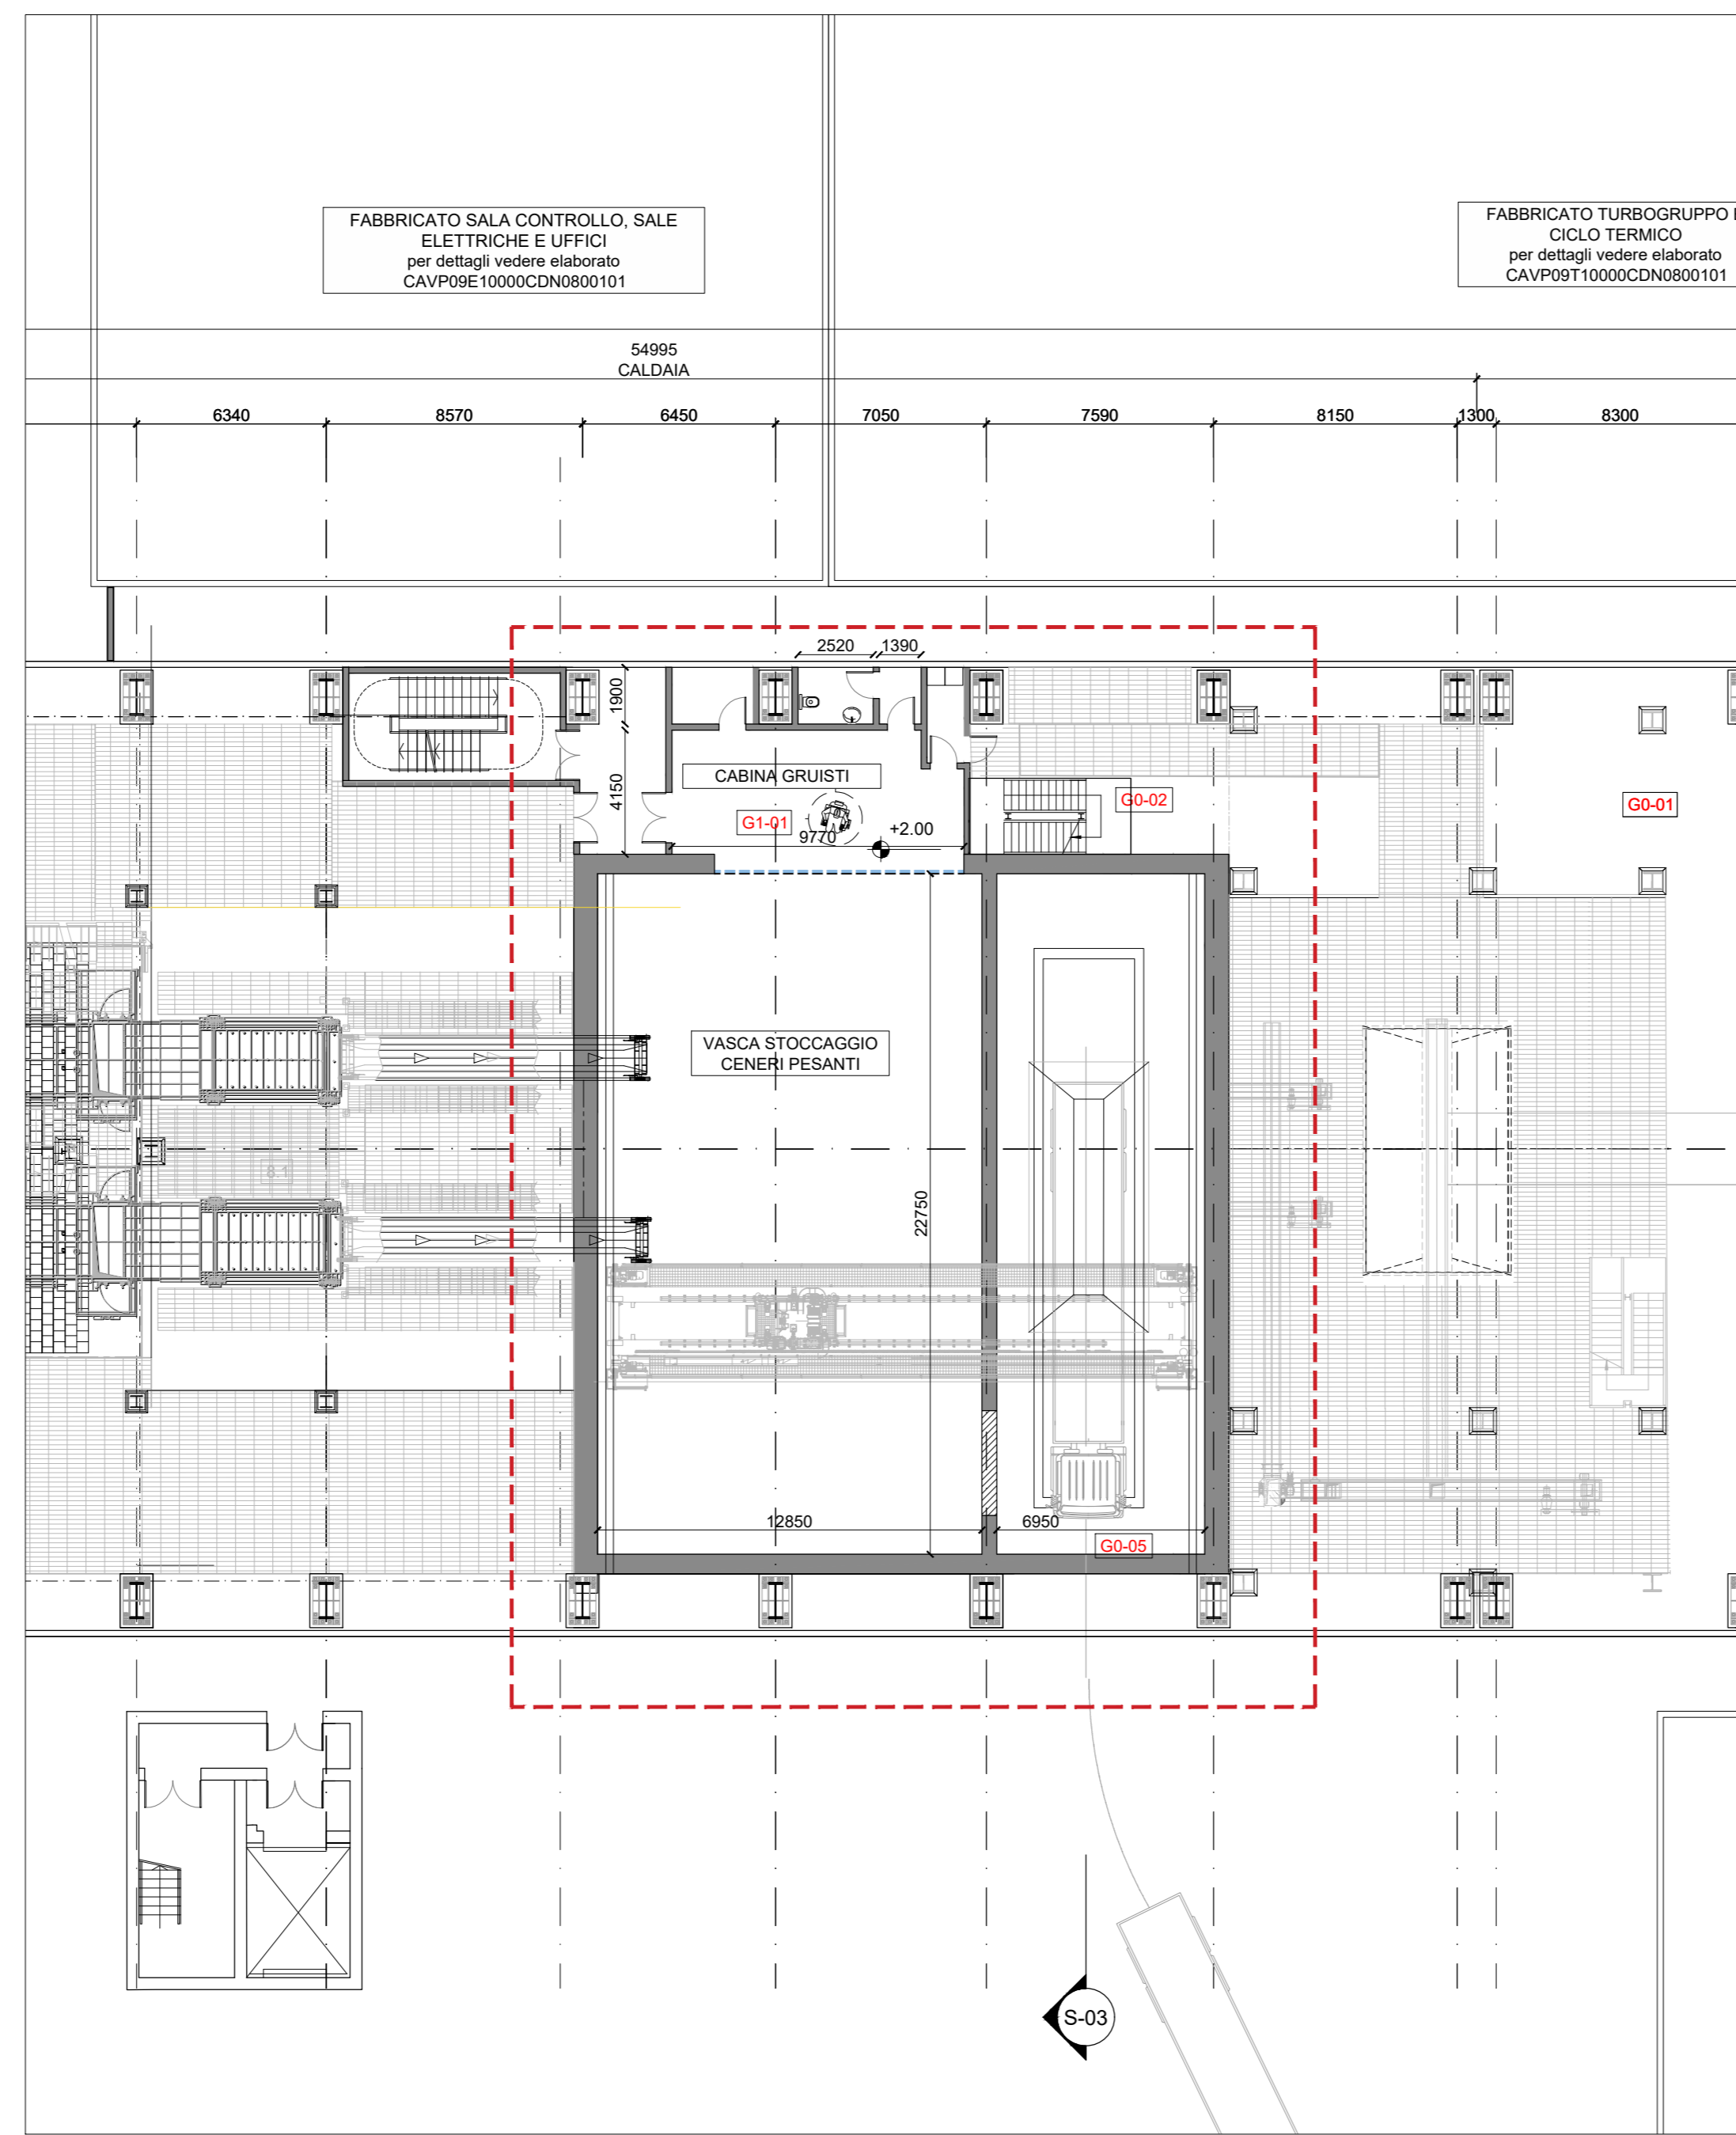 FABBRICATO SALA CONTROLLO, SALE
ELETTRICHE E UFFICI
per dettagli vedere elaborato
CAVP09E10000CDN0800101
FABBRICATO TURBOGRUPPO
CICLO TERMICO
per dettagli vedere elaborato
CAVP09T10000CDN0800101
54995
CALDAIA
6340
8570
6450
7050
7590
8150
1300
8300
2520
1390
1900
4150
CABINA GRUISTI
G1-01
9770
+2.00
G0-02
G0-01
VASCA STOCCAGGIO
CENERI PESANTI
8.1
22750
12850
6950
G0-05
S-03